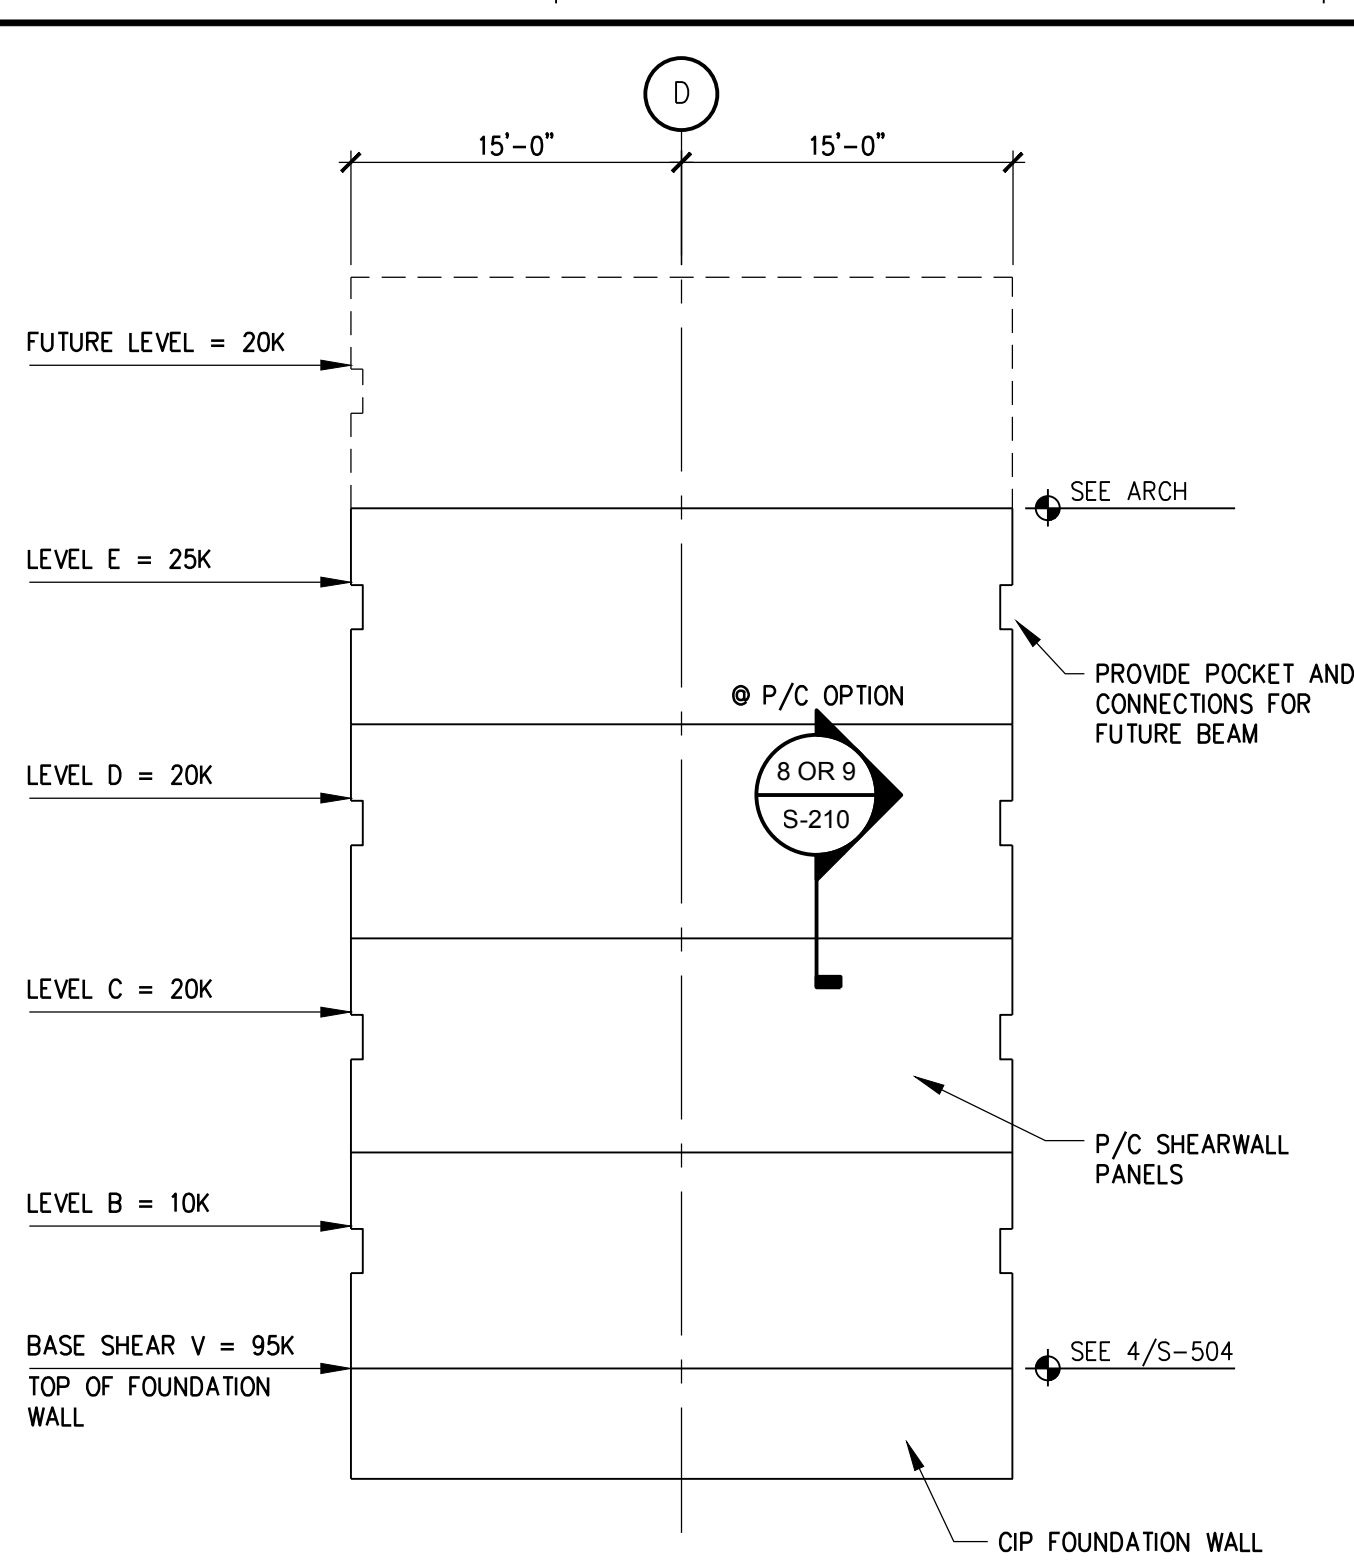 D
15'-0" 15'-0"
FUTURE LEVEL = 20K
SEE ARCH
LEVEL E = 25K
PROVIDE POCKET AND
CONNECTIONS FOR
FUTURE BEAM
@ P/C OPTION
LEVEL D = 20K
8 OR 9
S-210
LEVEL C = 20K
P/C SHEARWALL
PANELS
LEVEL B = 10K
BASE SHEAR V = 95K
TOP OF FOUNDATION
WALL
SEE 4/S-504
CIP FOUNDATION WALL